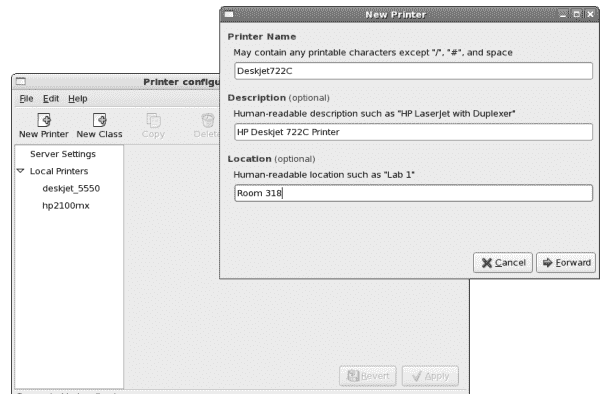 New Printer
Printer Name
May contain any printable characters except "/", "#", and space
Deskjet722C
Description (optional)
Human-readable description such as "HP LaserJet with Duplexer"
HP Deskjet 722C Printer
Location (optional)
Human-readable location such as "Lab 1"
Room 318
Cancel Forward
Printer configu
File Edit Help
New Printer New Class Copy Delet
Server Settings
Local Printers
deskjet_5550
hp2100mx
Revert Apply